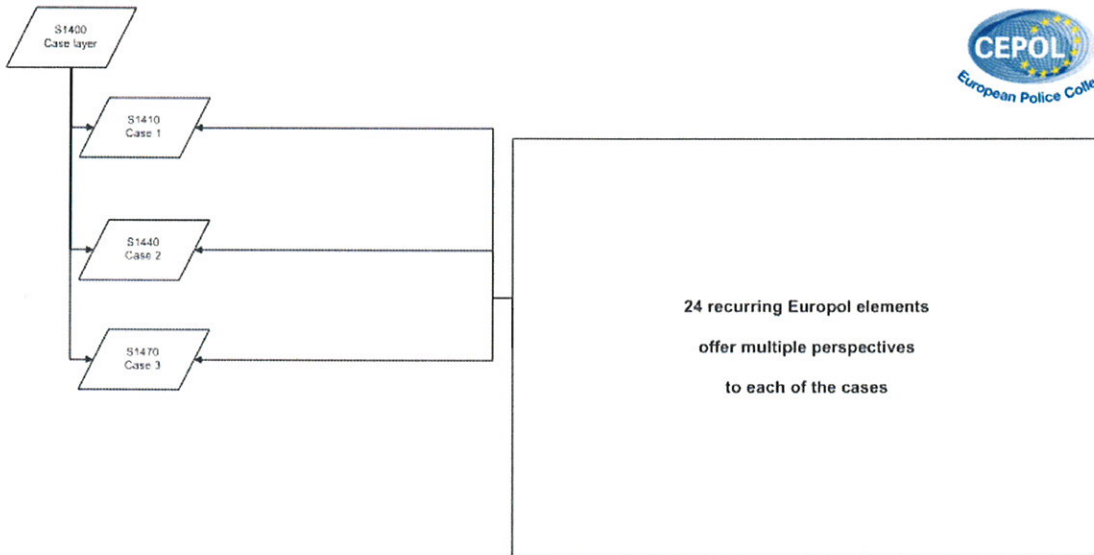 S1400
Case layer
CEPOL
European Police Colle
S1410
Case 1
S1440
Case 2
S1470
Case 3
24 recurring Europol elements
offer multiple perspectives
to each of the cases